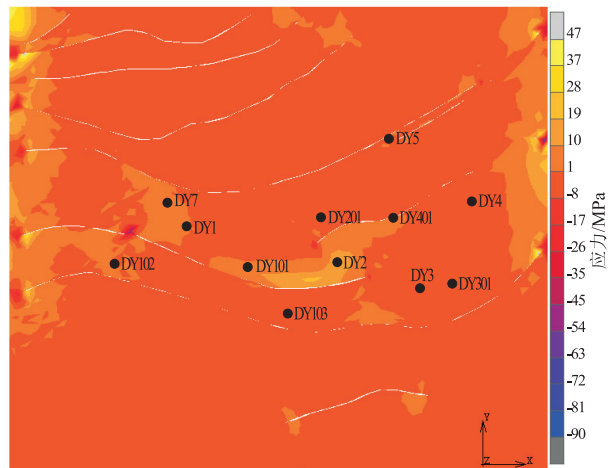 47
37
28
19
10
1
-8
-17
-26
-35
-45
-54
-63
-72
-81
-90
应力/MPa
DY5
DY7
DY4
DY201
DY401
DY1
DY102
DY101
DY2
DY3
DY301
DY103
Y
Z
X